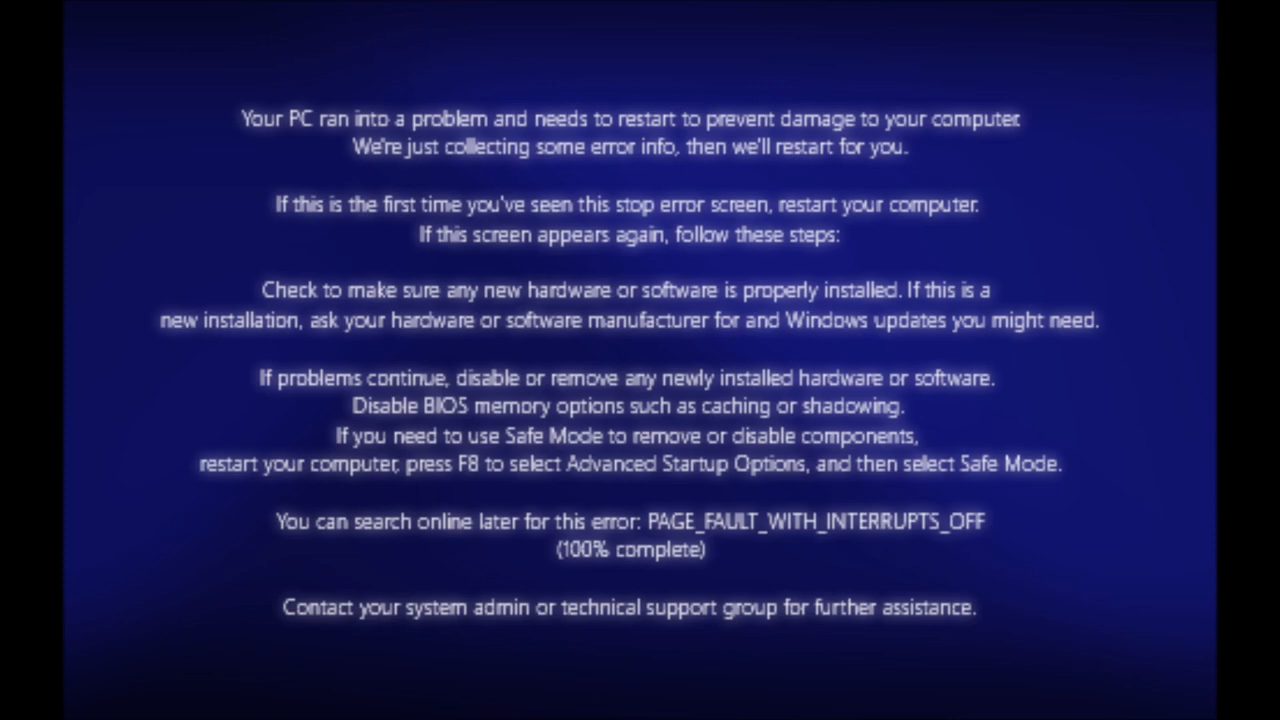 Your PC ran into a problem and needs to restart to prevent damage to your computer.
We're just collecting some error info, then we'll restart for you.
If this is the first time you've seen this stop error screen, restart your computer.
If this screen appears again, follow these steps:
Check to make sure any new hardware or software is properly installed. If this is a
new installation, ask your hardware or software manufacturer for and Windows updates you might need.
If problems continue, disable or remove any newly installed hardware or software.
Disable BIOS memory options such as caching or shadowing.
If you need to use Safe Mode to remove or disable components,
restart your computer, press F8 to select Advanced Startup Options, and then select Safe Mode.
You can search online later for this error: PAGE_FAULT_WITH_INTERRUPTS_OFF
(100% complete)
Contact your system admin or technical support group for further assistance.